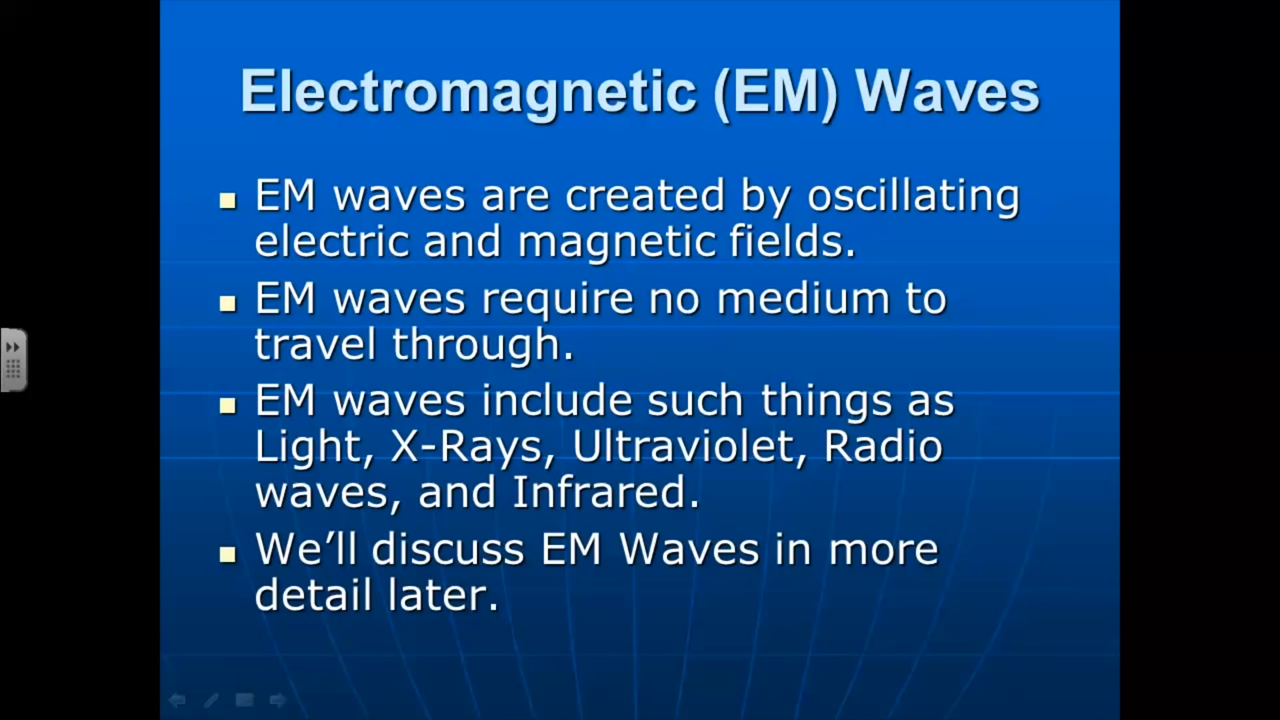 Electromagnetic (EM) Waves
EM waves are created by oscillating
electric and magnetic fields.
EM waves require no medium to
travel through.
EM waves include such things as
Light, X-Rays, Ultraviolet, Radio
waves, and Infrared.
We’ll discuss EM Waves in more
detail later.